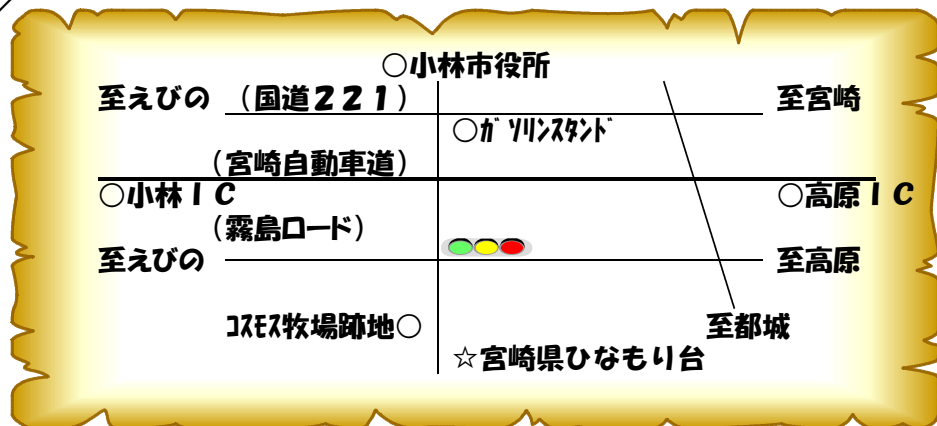 ○小林市役所
至えびの (国道221) 至宮崎
○ガソリンスタンド
(宮崎自動車道)
○小林IC ○高原IC
(霧島ロード)
至えびの 至高原
コスモス牧場跡地○ 至都城
☆宮崎県ひなもり台